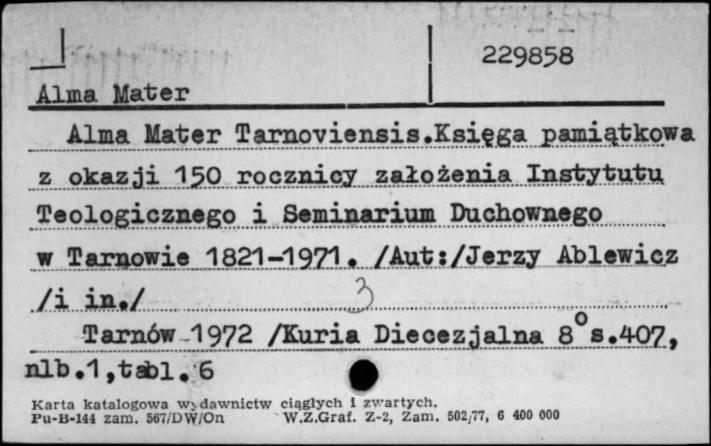 229858
Alma Mater
Alma Mater Tarnoviensis.Księga pamiątkowa
z okazji 150 rocznicy założenia Instytutu
Teologicznego i Seminarium Duchownego
w Tarnowie 1821-1971. /Aut:/Jerzy Ablewicz
/i in./
3
Tarnów 1972 /Kuria Diecezjalna 8° s.407,
nlb.1,tabl.6
Karta katalogowa wydawnictw ciągłych i zwartych.
Pu-B-144 zam. 567/DW/On W.Z.Graf. Z-2, Zam. 502/77, 6 400 000